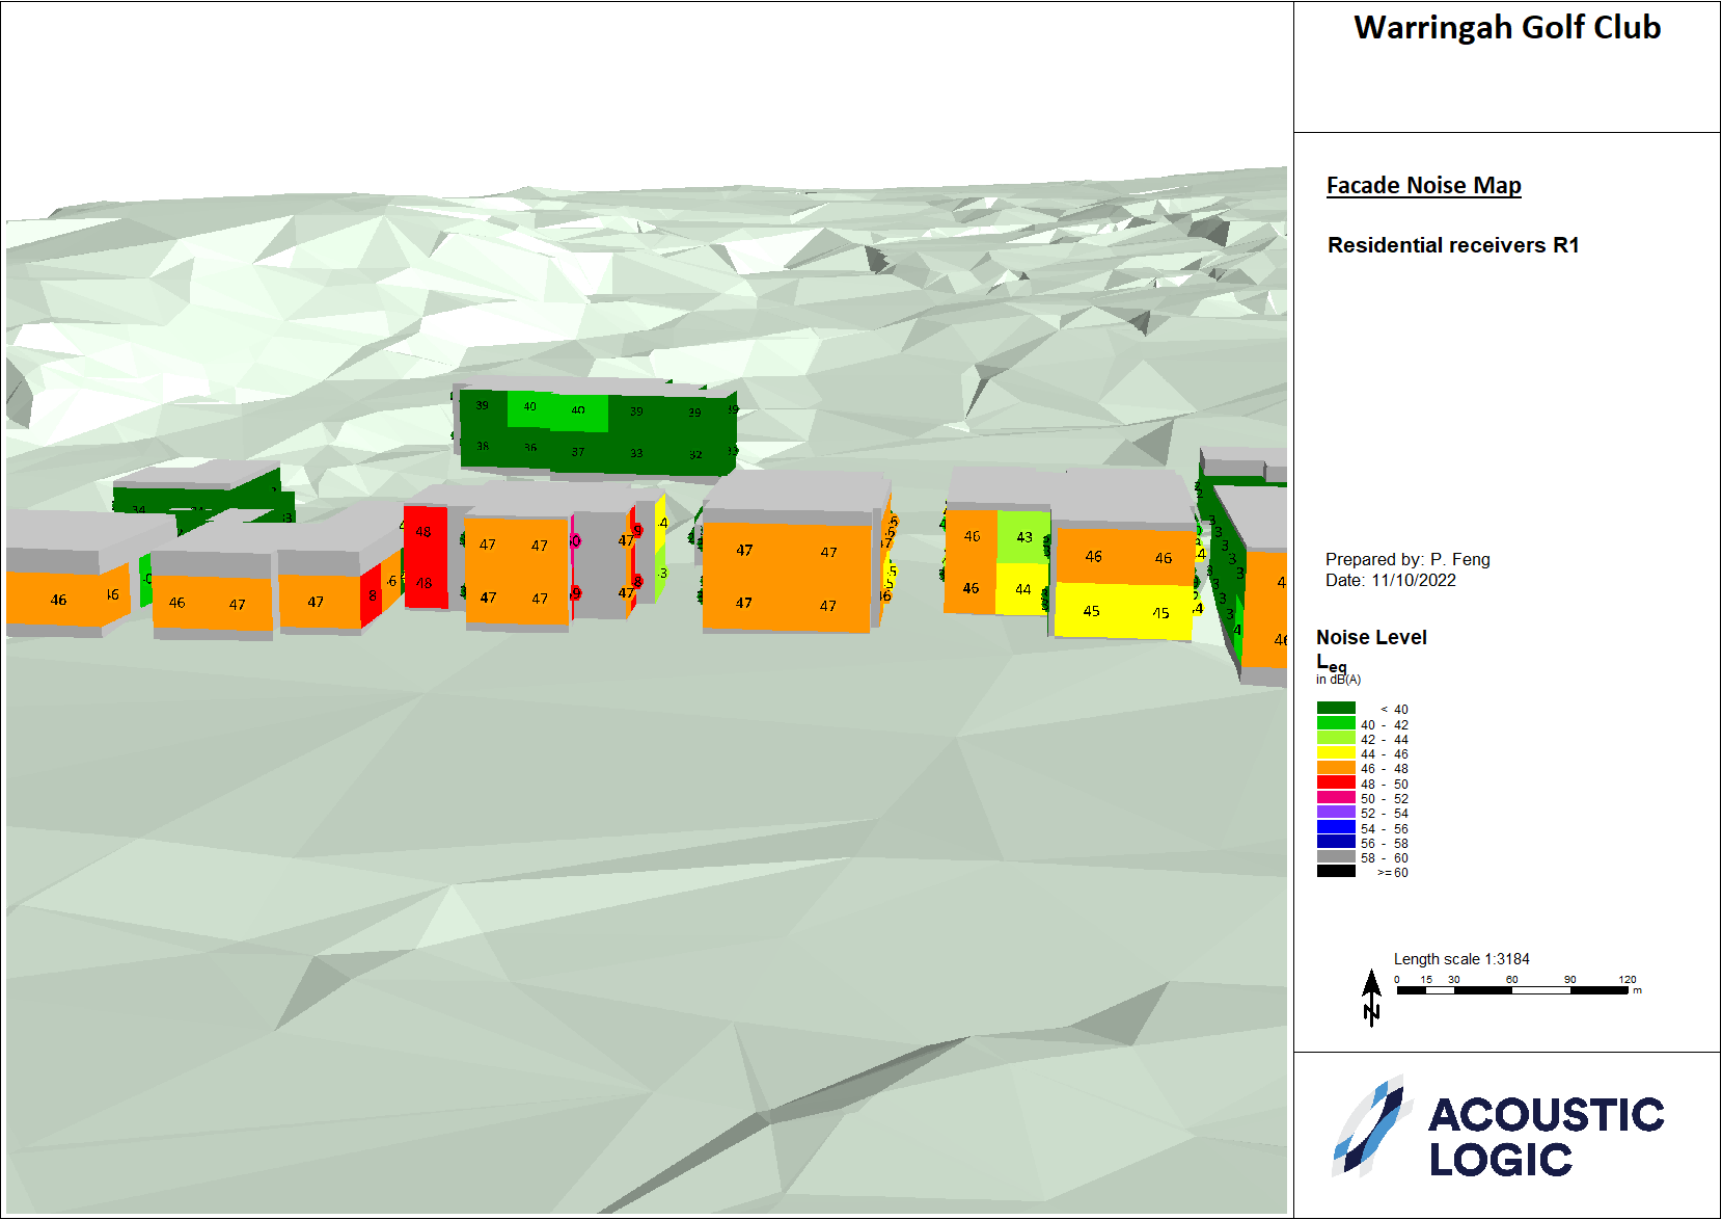 Warringah Golf Club
Facade Noise Map
Residential receivers R1
39 40 40 39 39
38 36 37 33 32
34
48 47 47 47 47 47 46 43 46 46
48 47 47 47 47 47 46 44 45 45
46 46 46 47 47
Prepared by: P. Feng
Date: 11/10/2022
Noise Level
Leq
in dB(A)
< 40
40 - 42
42 - 44
44 - 46
46 - 48
48 - 50
50 - 52
52 - 54
54 - 56
56 - 58
58 - 60
>= 60
Length scale 1:3184
0 15 30 60 90 120
m
N
ACOUSTIC
LOGIC